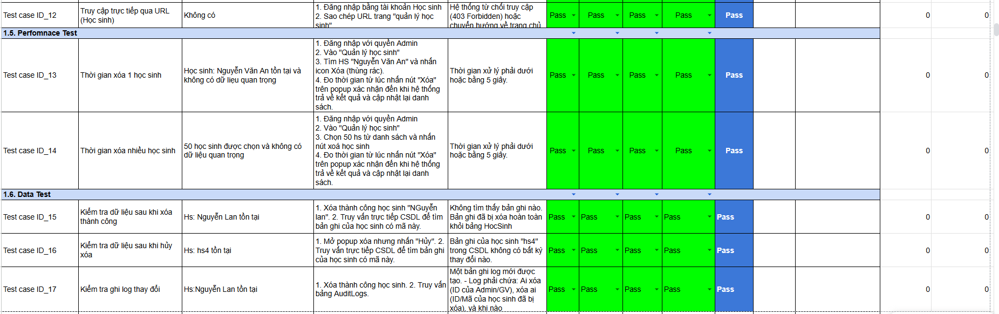 Test case ID_12
Truy cập trực tiếp qua URL
(Học sinh)
Không có
1. Đăng nhập bằng tài khoản Học sinh
2. Sao chép URL trang "quản lý học
sinh"
Hệ thống từ chối truy cập
(403 Forbidden) hoặc
chuyển hướng về trang chủ
Pass
Pass
Pass
Pass
Pass
0
0
1.5. Perfomnace Test
Test case ID_13
Thời gian xóa 1 học sinh
Học sinh: Nguyễn Văn An tồn tại và
không có dữ liệu quan trọng
1. Đăng nhập với quyền Admin
2. Vào "Quản lý học sinh"
3. Tìm HS "Nguyễn Văn An" và nhấn
icon Xóa (thùng rác).
4. Đo thời gian từ lúc nhấn nút "Xóa"
trên popup xác nhận đến khi hệ thống
trả về kết quả và cập nhật lại danh
sách.
Thời gian xử lý phải dưới
hoặc bằng 5 giây.
Pass
Pass
Pass
Pass
Pass
0
0
Test case ID_14
Thời gian xóa nhiều học sinh
50 học sinh được chọn và không có
dữ liệu quan trọng
1. Đăng nhập với quyền Admin
2. Vào "Quản lý học sinh"
3. Chọn 50 hs từ danh sách và nhấn
nút xoá học sinh
4. Đo thời gian từ lúc nhấn nút "Xóa"
trên popup xác nhận đến khi hệ thống
trả về kết quả và cập nhật lại danh
sách.
Thời gian xử lý phải dưới
hoặc bằng 5 giây.
Pass
Pass
Pass
Pass
Pass
0
0
1.6. Data Test
Test case ID_15
Kiểm tra dữ liệu sau khi xóa
thành công
Hs: Nguyễn Lan tồn tại
1. Xóa thành công học sinh "NGuyễn
lan". 2. Truy vấn trực tiếp CSDL để tìm
bản ghi của học sinh có mã này.
Không tìm thấy bản ghi nào.
Bản ghi đã bị xóa hoàn toàn
khỏi bảng HocSinh
Pass
Pass
Pass
Pass
Pass
0
0
Test case ID_16
Kiểm tra dữ liệu sau khi hủy
xóa
Hs: hs4 tồn tại
1. Mở popup xóa nhưng nhấn "Hủy". 2.
Truy vấn trực tiếp CSDL để tìm bản ghi
của học sinh có mã này.
Bản ghi của học sinh "hs4"
trong CSDL không có bất kỳ
thay đổi nào.
Pass
Pass
Pass
Pass
Pass
0
0
Test case ID_17
Kiểm tra ghi log thay đổi
Hs:Nguyễn Lan tồn tại
1. Xóa thành công học sinh. 2. Truy vấn
bảng AuditLogs.
Một bản ghi log mới được
tạo. - Log phải chứa: Ai xóa
(ID của Admin/GV), xóa ai
(ID/Mã của học sinh đã bị
xóa), và khi nào
Pass
Pass
Pass
Pass
Pass
0
0